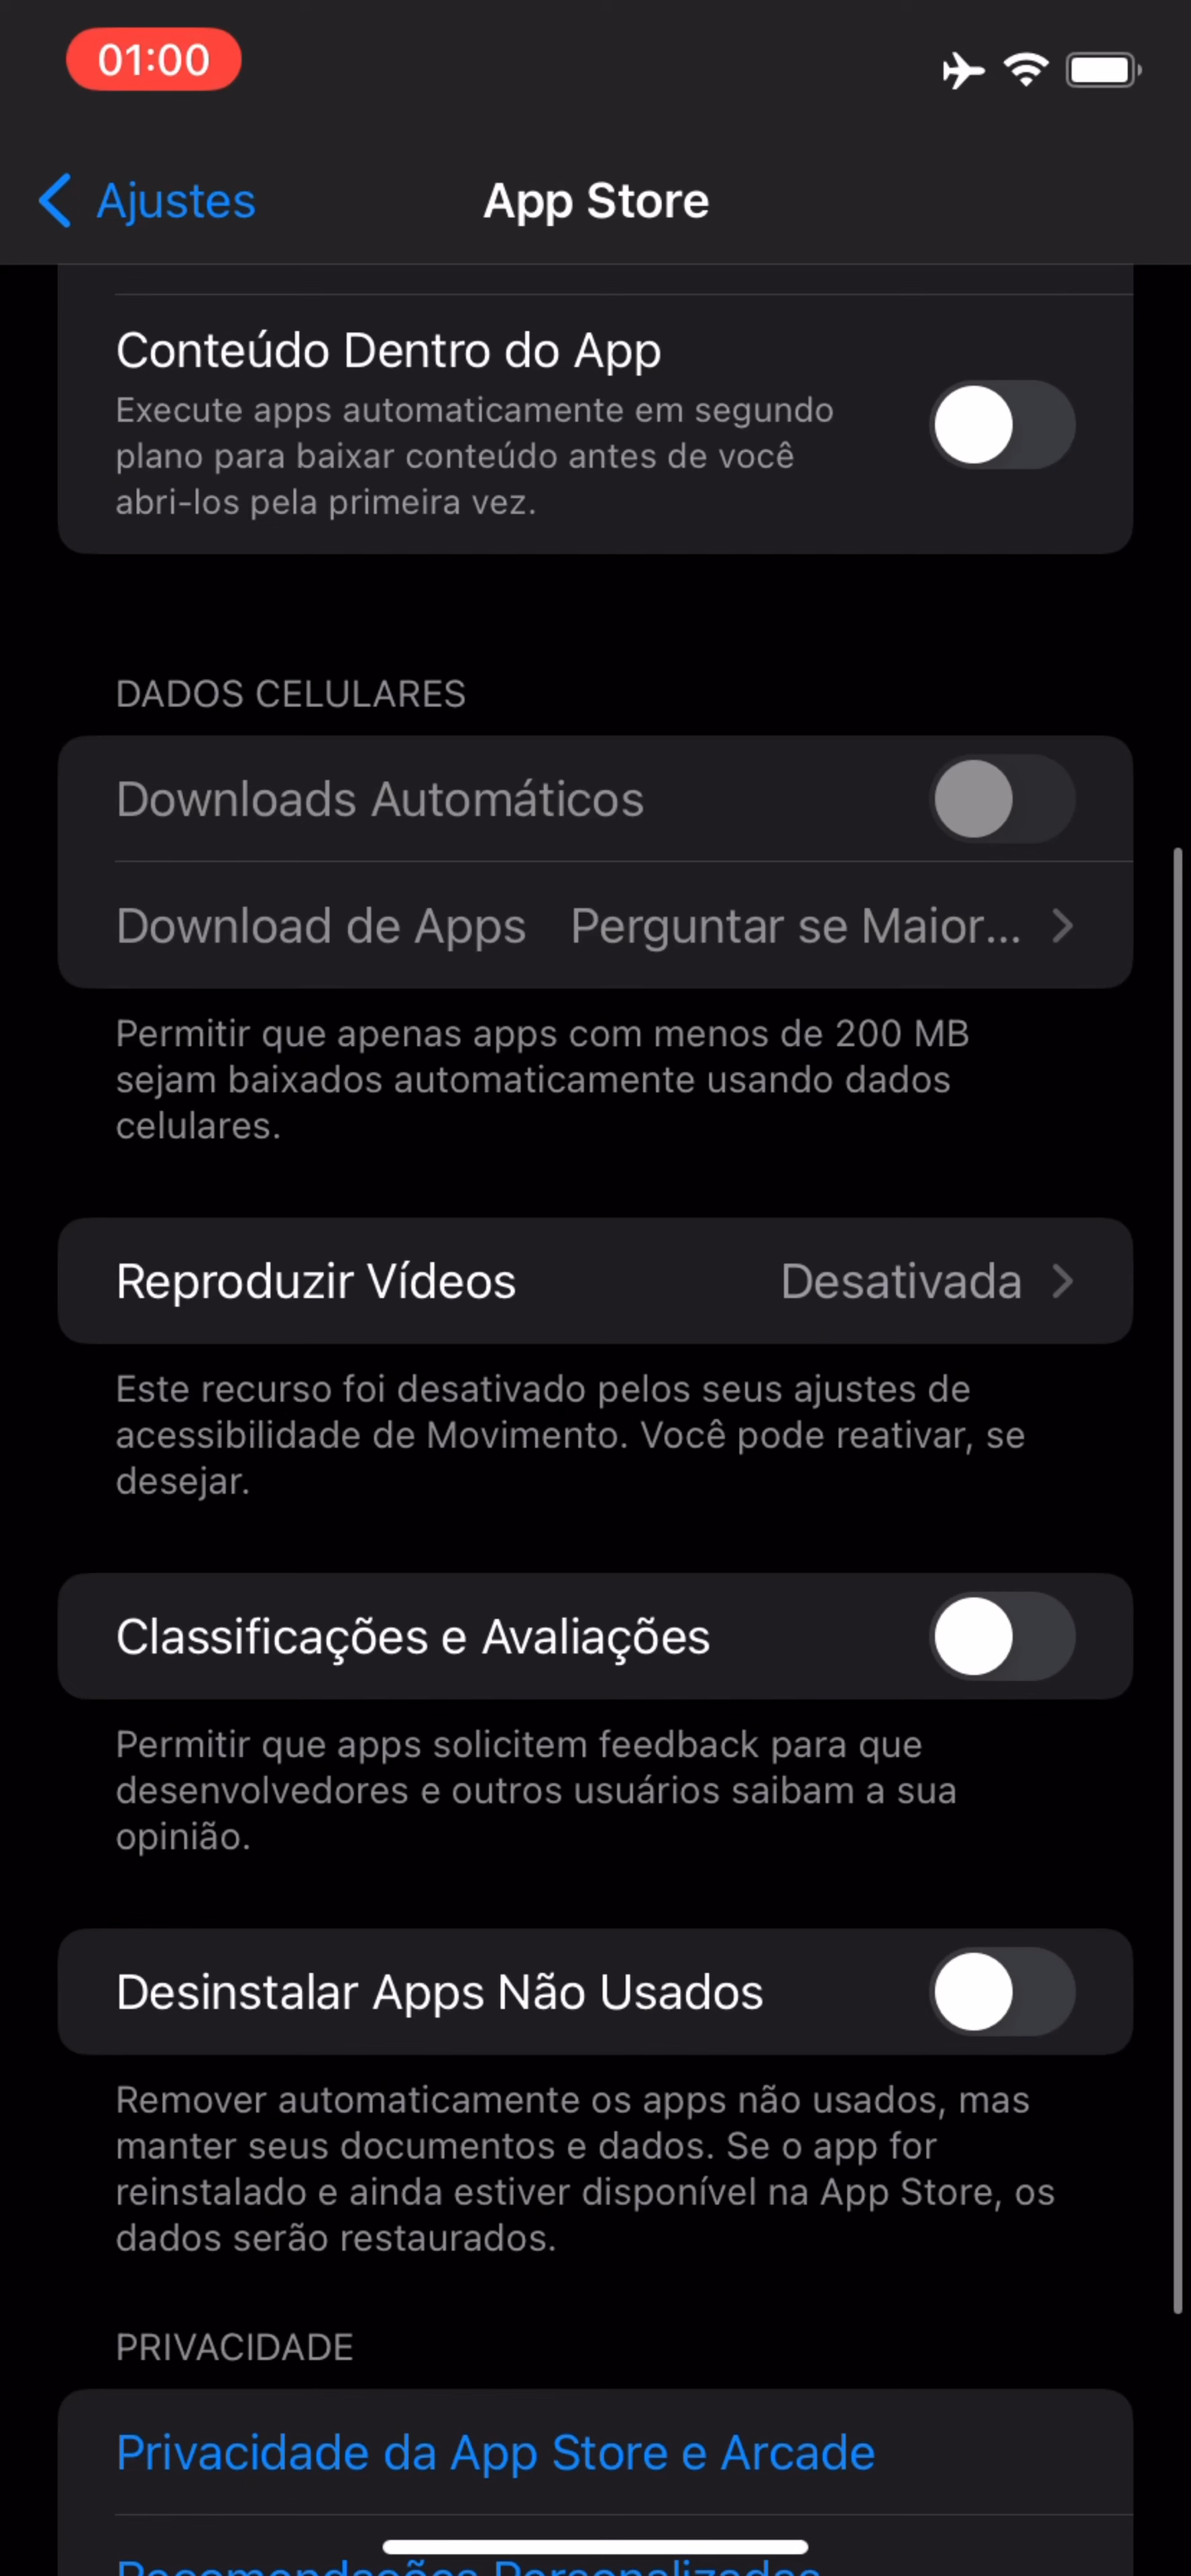 01:00
Ajustes
App Store
Conteúdo Dentro do App
Execute apps automaticamente em segundo
plano para baixar conteúdo antes de você
abri-los pela primeira vez.
DADOS CELULARES
Downloads Automáticos
Download de Apps Perguntar se Maior...
Permitir que apenas apps com menos de 200 MB
sejam baixados automaticamente usando dados
celulares.
Reproduzir Vídeos Desativada
Este recurso foi desativado pelos seus ajustes de
acessibilidade de Movimento. Você pode reativar, se
desejar.
Classificações e Avaliações
Permitir que apps solicitem feedback para que
desenvolvedores e outros usuários saibam a sua
opinião.
Desinstalar Apps Não Usados
Remover automaticamente os apps não usados, mas
manter seus documentos e dados. Se o app for
reinstalado e ainda estiver disponível na App Store, os
dados serão restaurados.
PRIVACIDADE
Privacidade da App Store e Arcade
Recomendações Personalizadas